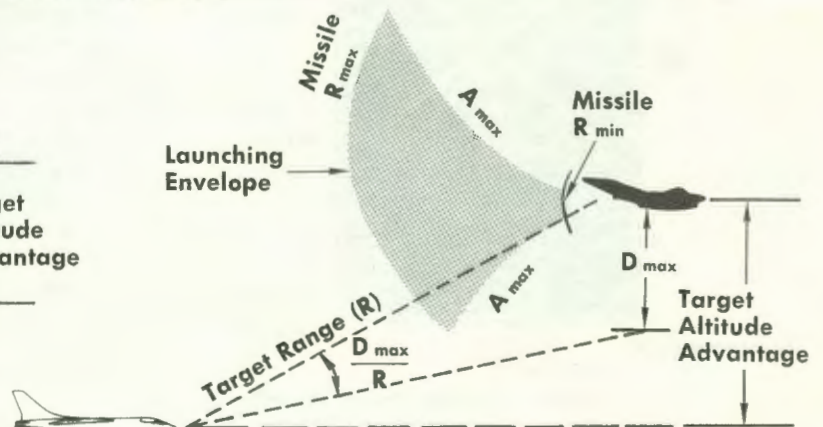 Missile
R max
A max
Missile
R min
Launching
Envelope
D max
A max
Target
Altitude
Advantage
Target Range (R)
D max
R